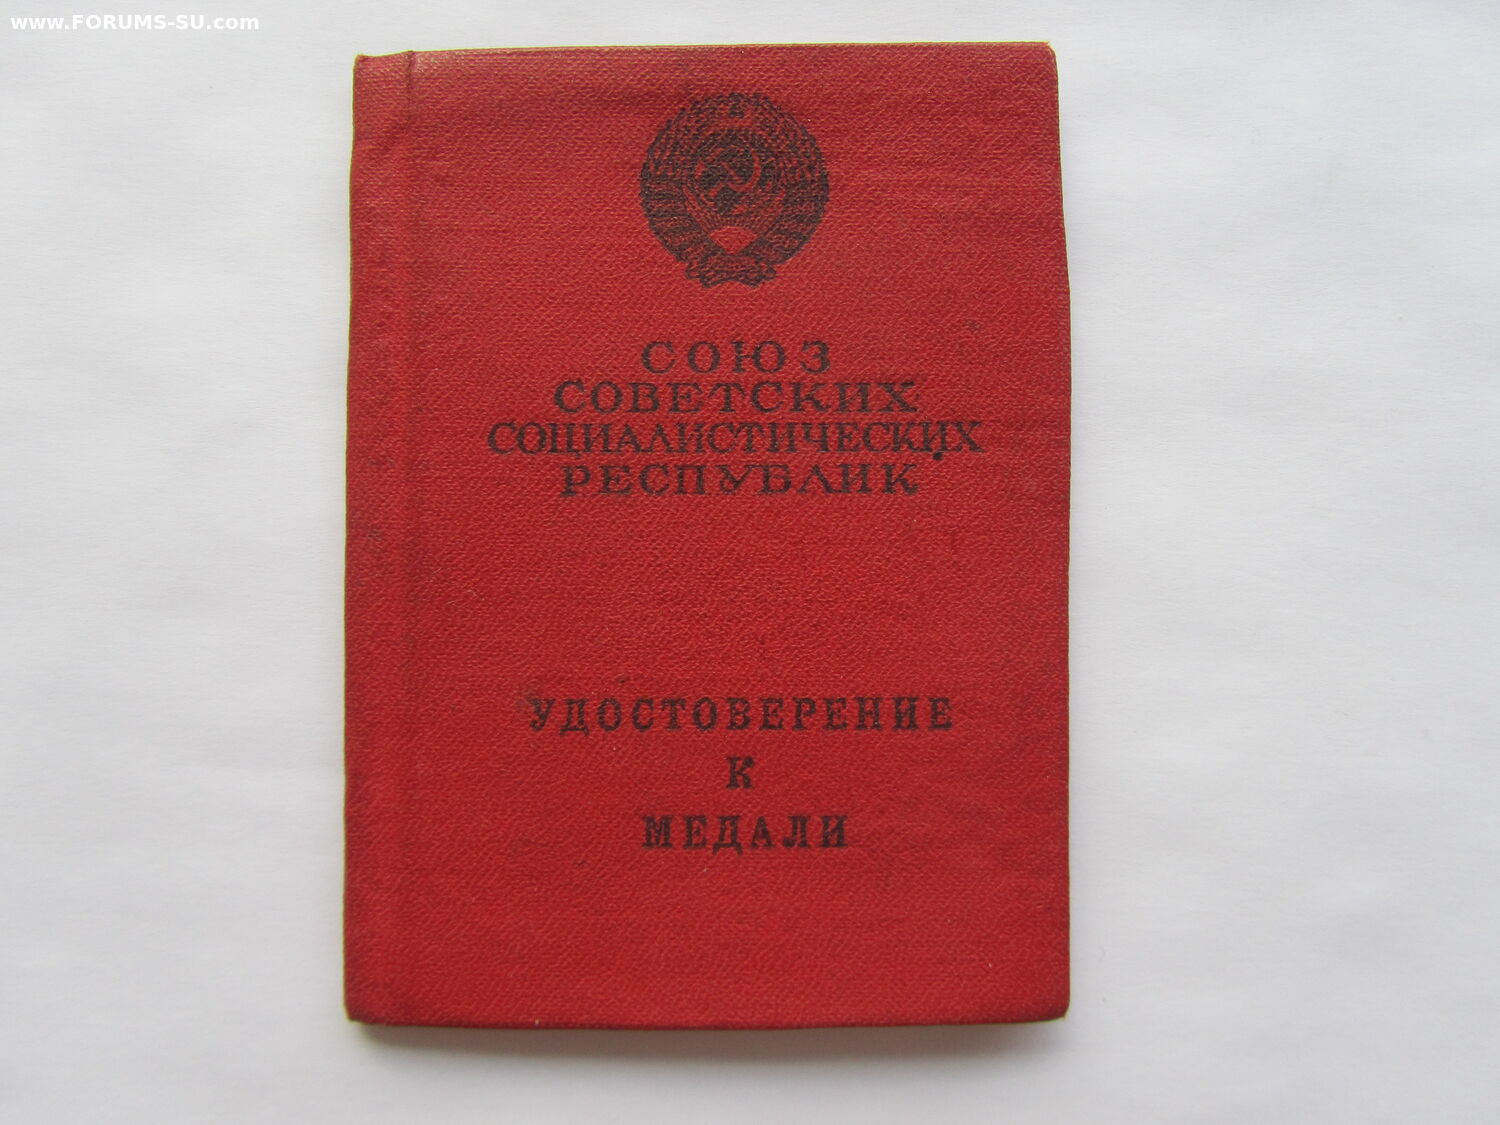 www.FORUMS-SU.com
СОЮЗ
СОВЕТСКИХ
СОЦИАЛИСТИЧЕСКИХ
РЕСПУБЛИК
УДОСТОВЕРЕНИЕ
К
МЕДАЛИ